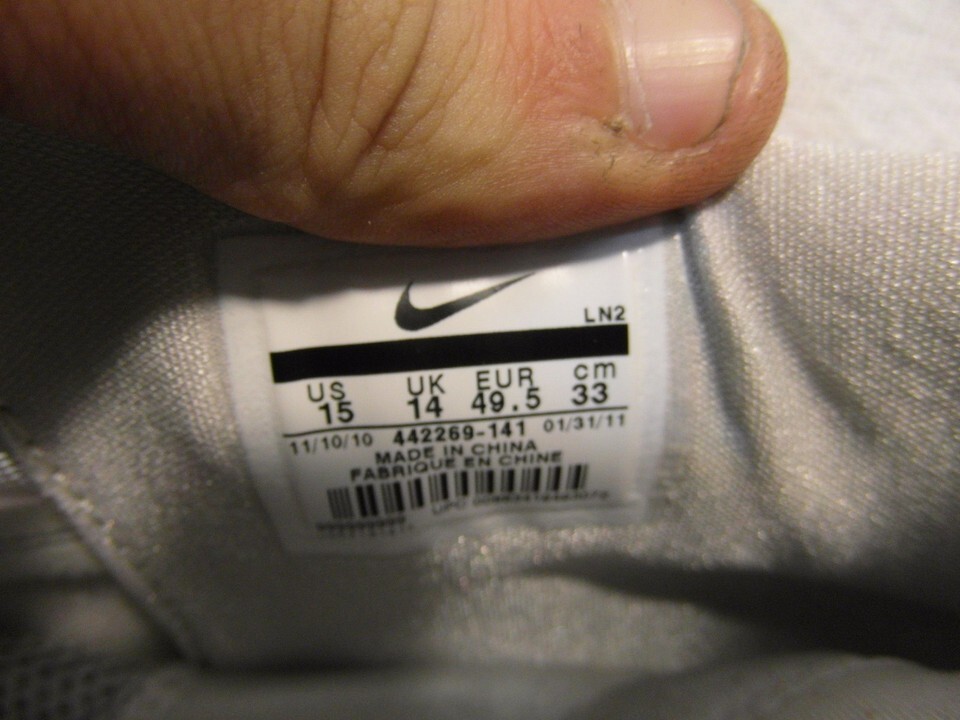 LN2
US UK EUR cm
15 14 49.5 33
11/10/10 442269-141 01/31/11
MADE IN CHINA
FABRIQUE EN CHINE
UPC